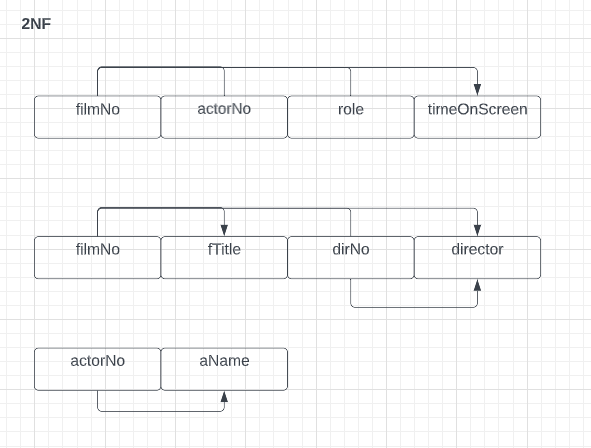 2NF
filmNo actorNo role timeOnScreen
filmNo fTitle dirNo director
actorNo aName